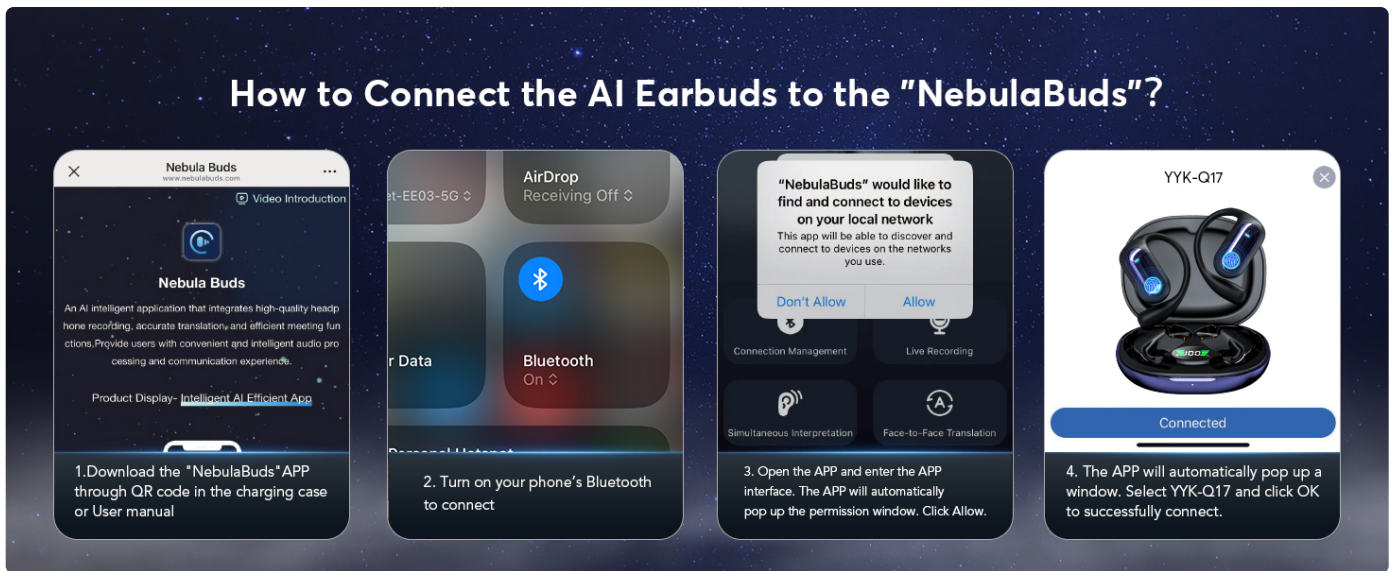 How to Connect the AI Earbuds to the "NebulaBuds"?
Nebula Buds
www.nebulabuds.com
Video Introduction
Nebula Buds
An AI intelligent application that integrates high-quality headp
hone recording, accurate translation, and efficient meeting fun
ctions,Provide users with convenient and intelligent audio pro
cessing and communication experience.
Product Display- Intelligent AI Efficient App
1.Download the "NebulaBuds"APP
through QR code in the charging case
or User manual
AirDrop
et-EE03-5G
Receiving Off
r Data
Bluetooth
On
Personal Hotspot
2. Turn on your phone's Bluetooth
to connect
"NebulaBuds" would like to
find and connect to devices
on your local network
This app will be able to discover and
connect to devices on the networks
you use.
Don't Allow
Allow
Connection Management
Live Recording
Simultaneous Interpretation
Face-to-Face Translation
3. Open the APP and enter the APP
interface. The APP will automatically
pop up the permission window. Click Allow.
YYK-Q17
100
Connected
4. The APP will automatically pop up a
window. Select YYK-Q17 and click OK
to successfully connect.